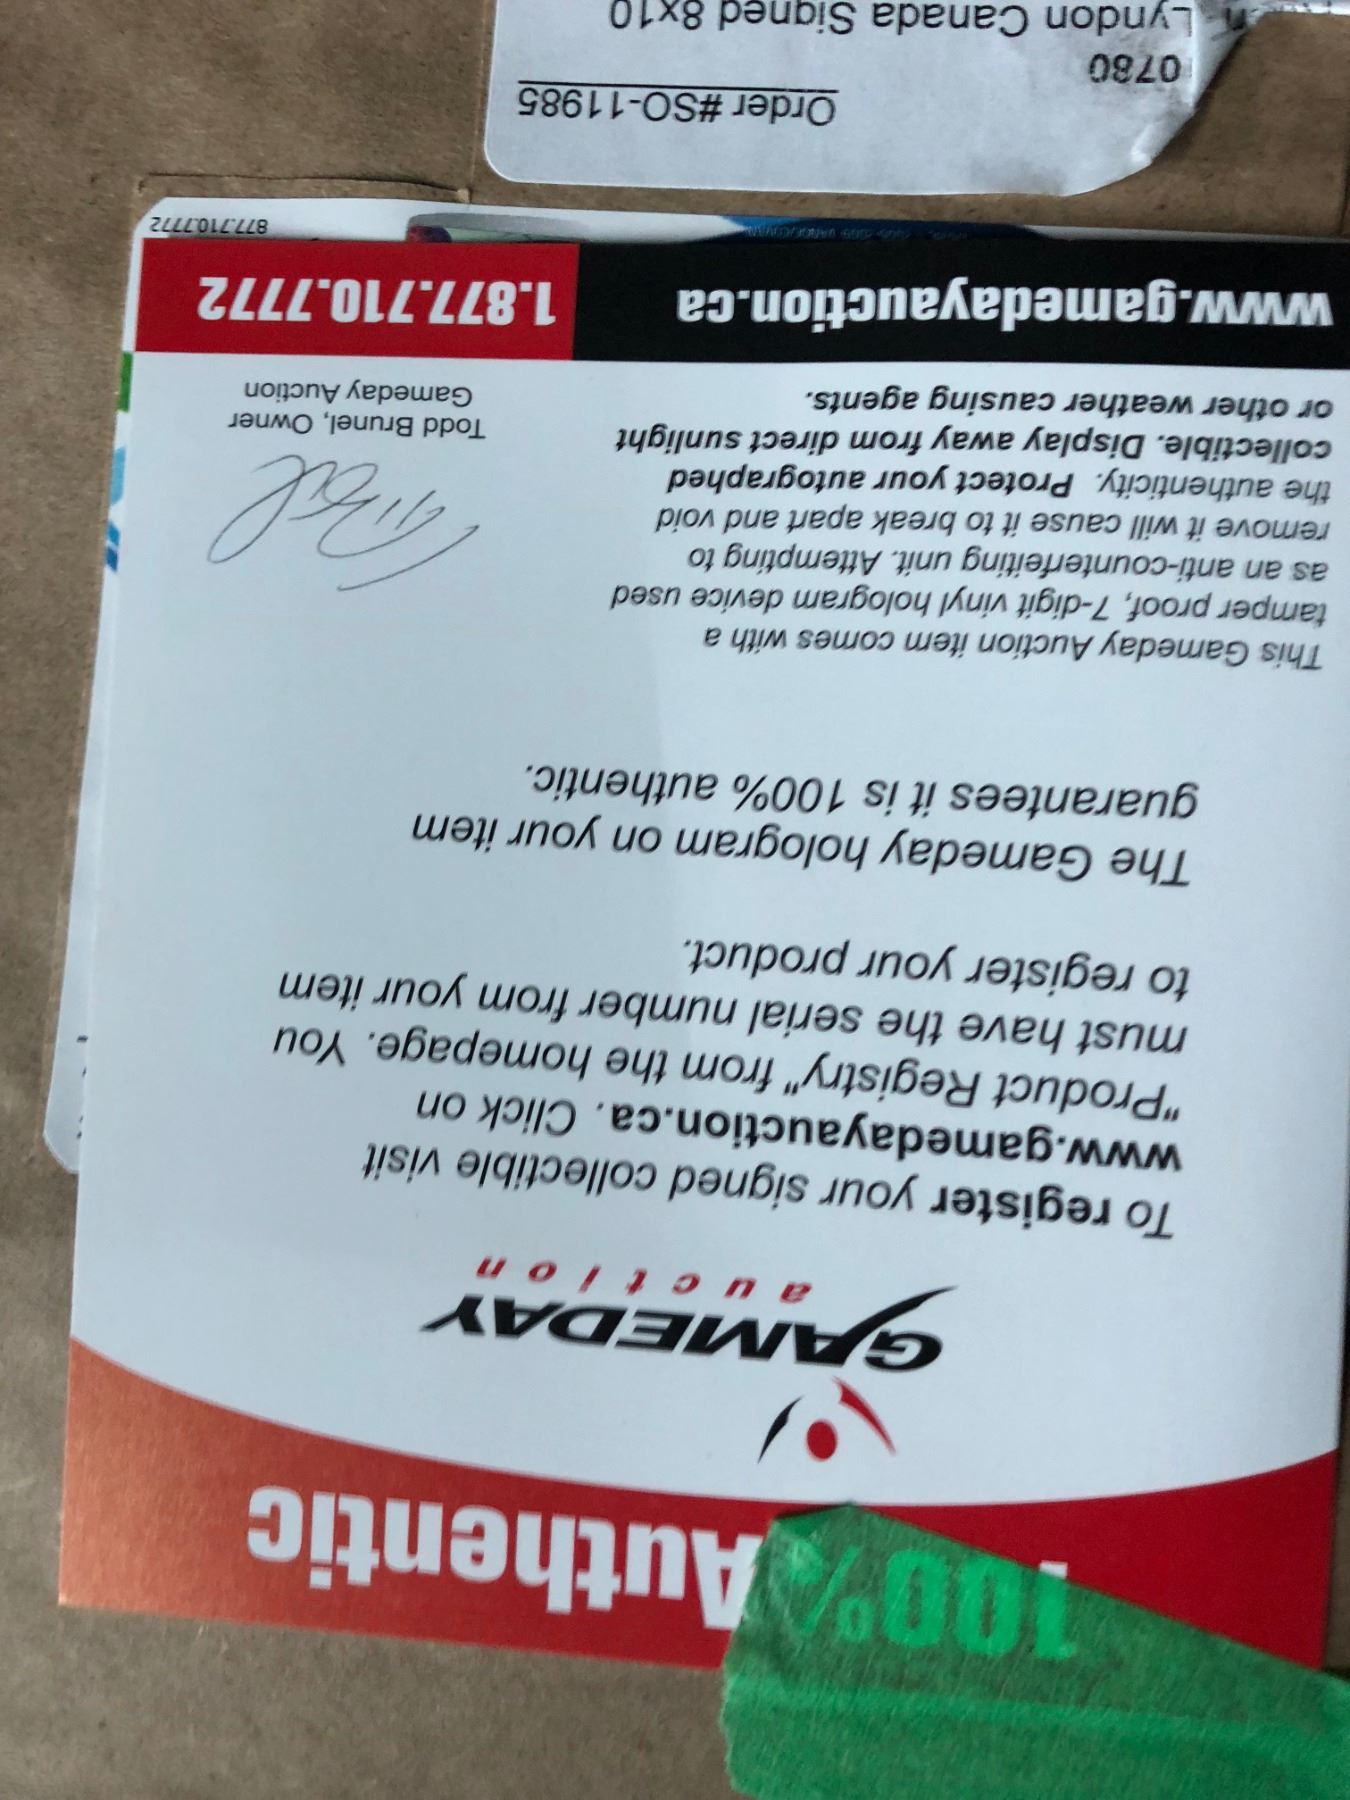 100% Authentic
GAMEDAY
auction
To register your signed collectible visit
www.gamedayauction.ca. Click on
"Product Registry" from the homepage. You
must have the serial number from your item
to register your product.
The Gameday hologram on your item
guarantees it is 100% authentic.
This Gameday Auction item comes with a
tamper proof, 7-digit vinyl hologram device used
as an anti-counterfeiting unit. Attempting to
remove it will cause it to break apart and void
the authenticity. Protect your autographed
collectible. Display away from direct sunlight
or other weather causing agents.
Todd Brunel, Owner
Gameday Auction
www.gamedayauction.ca
1.877.710.7772
877.710.7772
Order #SO-11985
0780
Lyndon Canada Signed 8x10